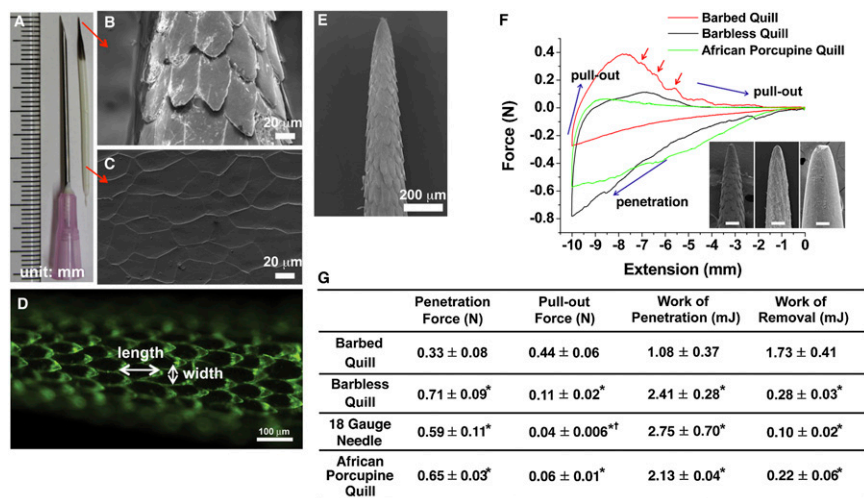 A
unit: mm
B
20 μm
C
20 μm
D
length
width
100 μm
E
200 μm
F
Barbed Quill
Barbless Quill
African Porcupine Quill
pull-out
pull-out
penetration
Force (N)
0.4
0.2
0.0
-0.2
-0.4
-0.6
-0.8
-10 -9 -8 -7 -6 -5 -4 -3 -2 -1 0
Extension (mm)
G
Penetration Force (N) Pull-out Force (N) Work of Penetration (mJ) Work of Removal (mJ)
Barbed Quill 0.33 ± 0.08 0.44 ± 0.06 1.08 ± 0.37 1.73 ± 0.41
Barbless Quill 0.71 ± 0.09* 0.11 ± 0.02* 2.41 ± 0.28* 0.28 ± 0.03*
18 Gauge Needle 0.59 ± 0.11* 0.04 ± 0.006*† 2.75 ± 0.70* 0.10 ± 0.02*
African Porcupine Quill 0.65 ± 0.03* 0.06 ± 0.01* 2.13 ± 0.04* 0.22 ± 0.06*